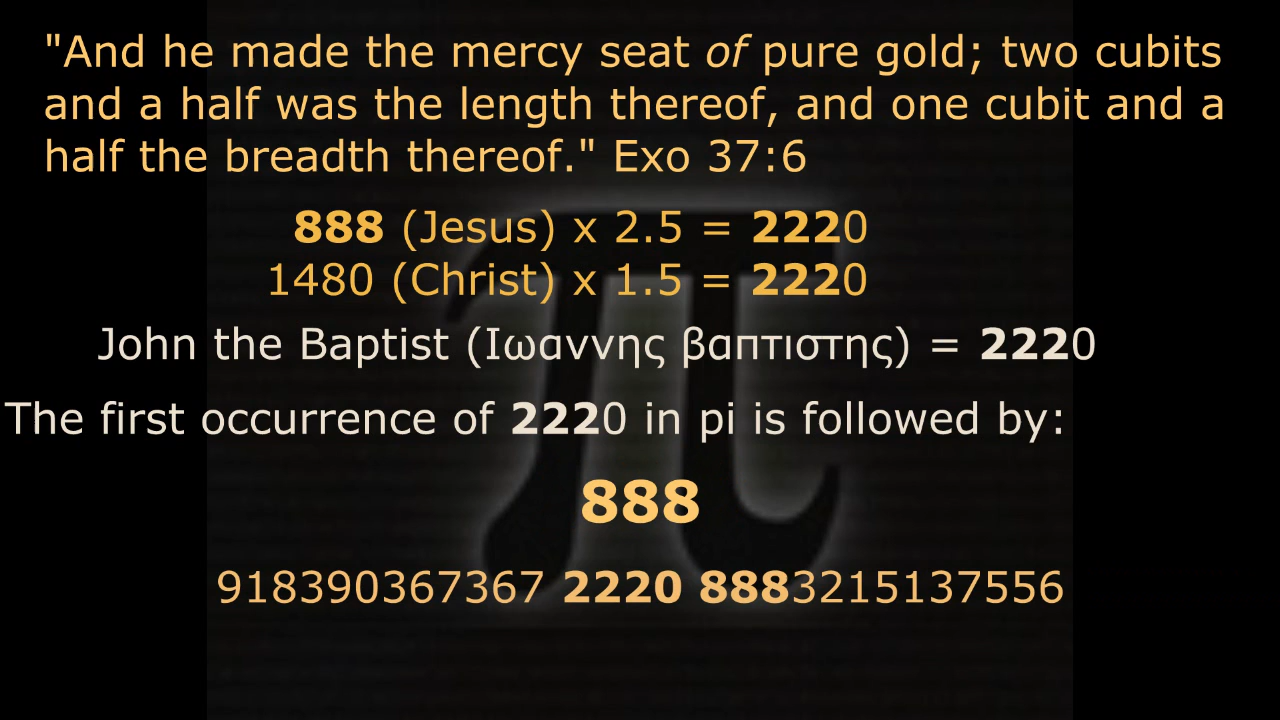 "And he made the mercy seat of pure gold; two cubits
and a half was the length thereof, and one cubit and a
half the breadth thereof." Exo 37:6
888 (Jesus) x 2.5 = 2220
1480 (Christ) x 1.5 = 2220
John the Baptist (Ιωαννης βαπτιστης) = 2220
The first occurrence of 2220 in pi is followed by:
888
918390367367 2220 8883215137556